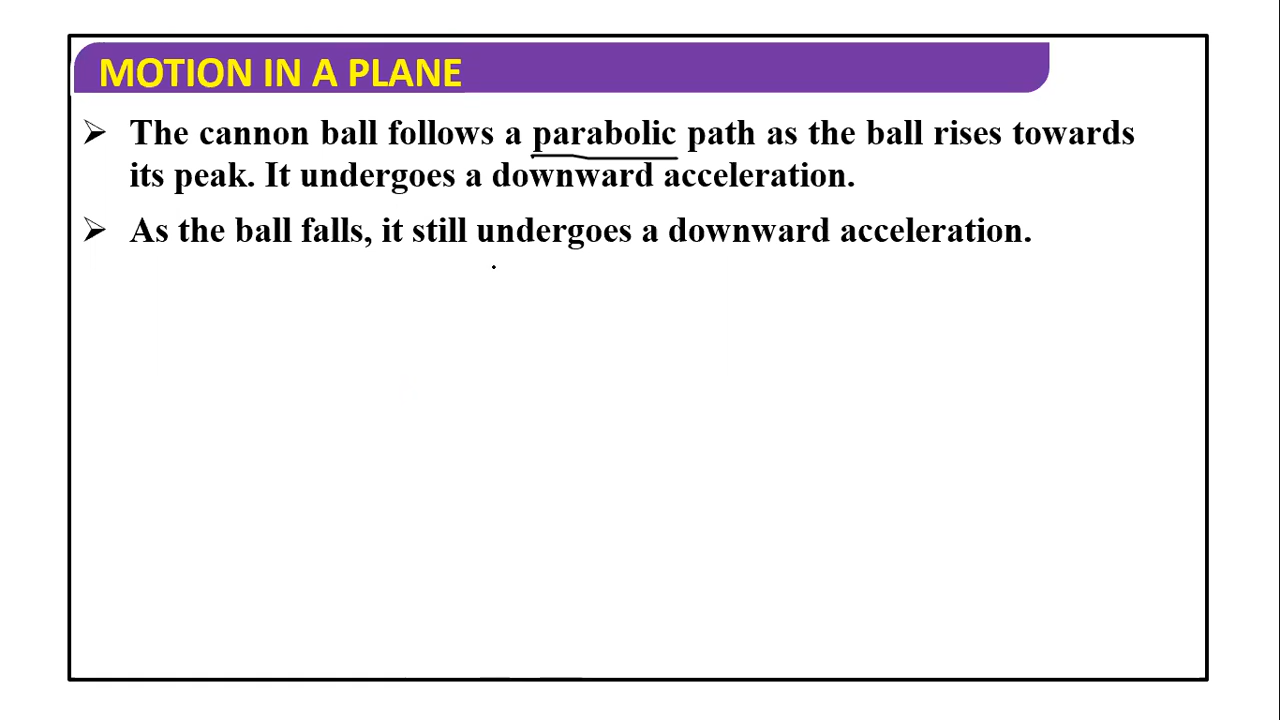 MOTION IN A PLANE
➢ The cannon ball follows a parabolic path as the ball rises towards
its peak. It undergoes a downward acceleration.
➢ As the ball falls, it still undergoes a downward acceleration.